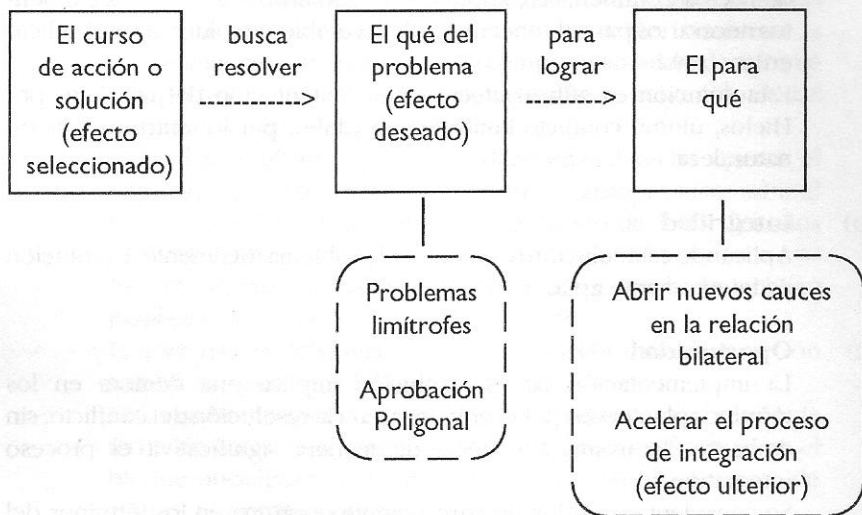 El curso
de acción o
solución
(efecto
seleccionado)
busca
resolver
El qué del
problema
(efecto
deseado)
para
lograr
El para
qué
Problemas
limítrofes
Aprobación
Poligonal
Abrir nuevos cauces
en la relación
bilateral
Acelerar el proceso
de integración
(efecto ulterior)